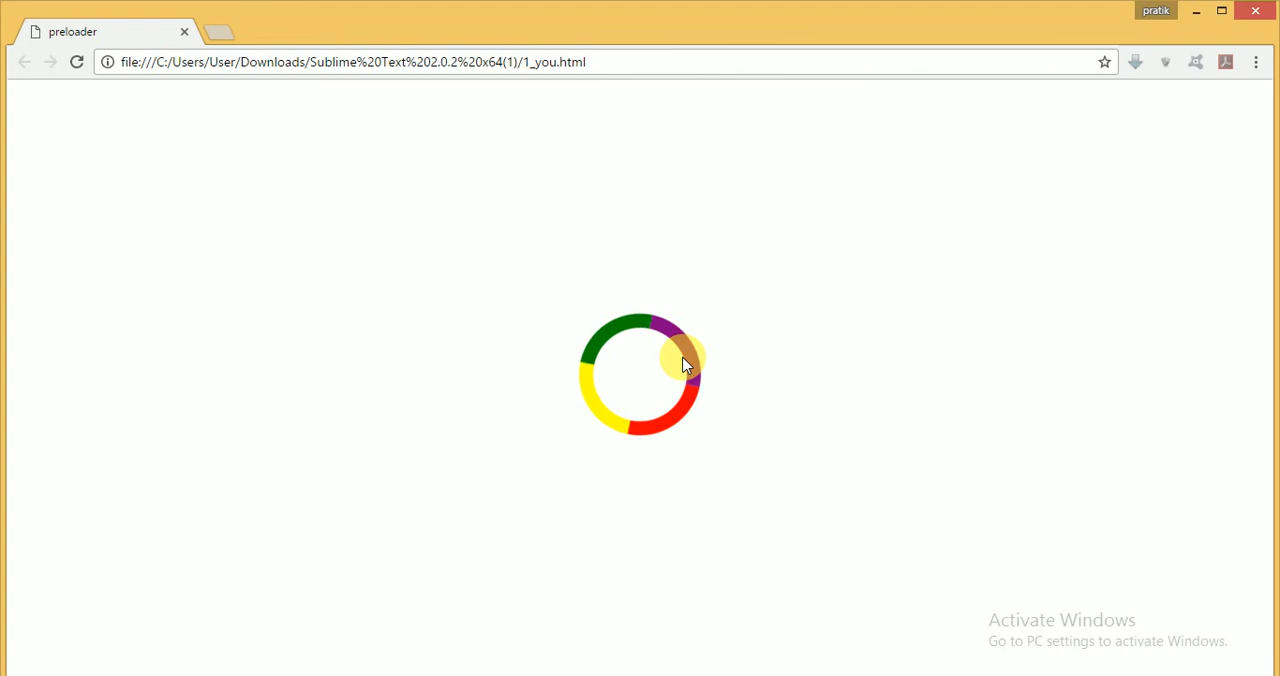 pratik
preloader
file:///C:/Users/User/Downloads/Sublime%20Text%202.0.2%20x64(1)/1_you.html
Activate Windows
Go to PC settings to activate Windows.